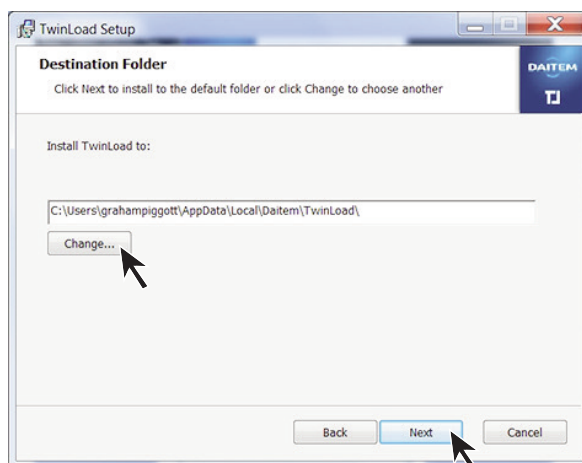 TwinLoad Setup
Destination Folder
Click Next to install to the default folder or click Change to choose another
DAITEM
TJ
Install TwinLoad to:
C:\Users\grahampiggott\AppData\Local\Daitem\TwinLoad\
Change...
Back Next Cancel